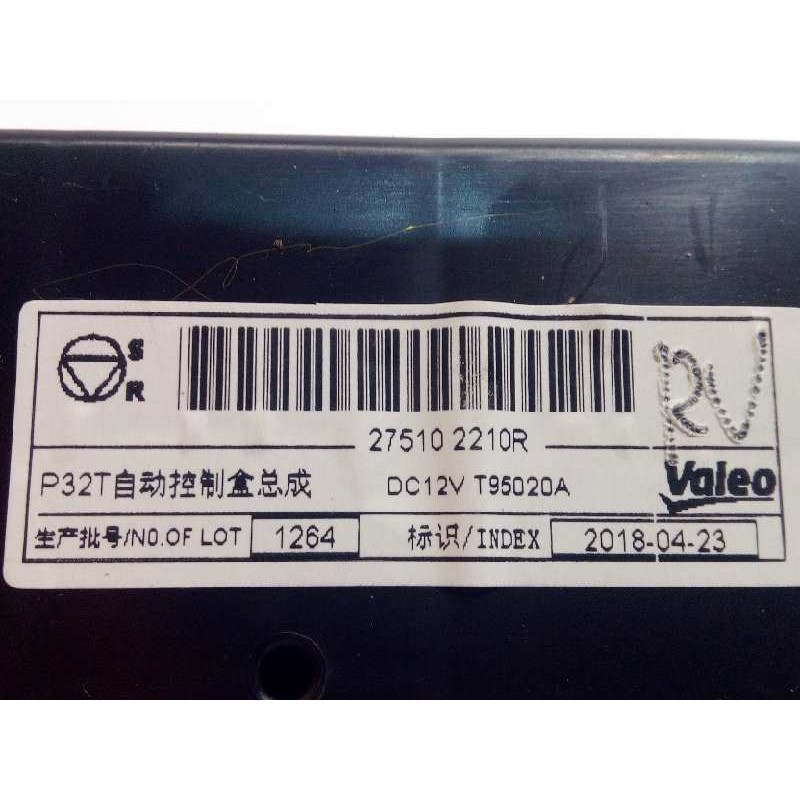 S
R
27510 2210R
RV
P32T自动控制盒总成 DC12V T95020A Valeo
生产批号/NO.OF LOT 1264 标识/INDEX 2018-04-23